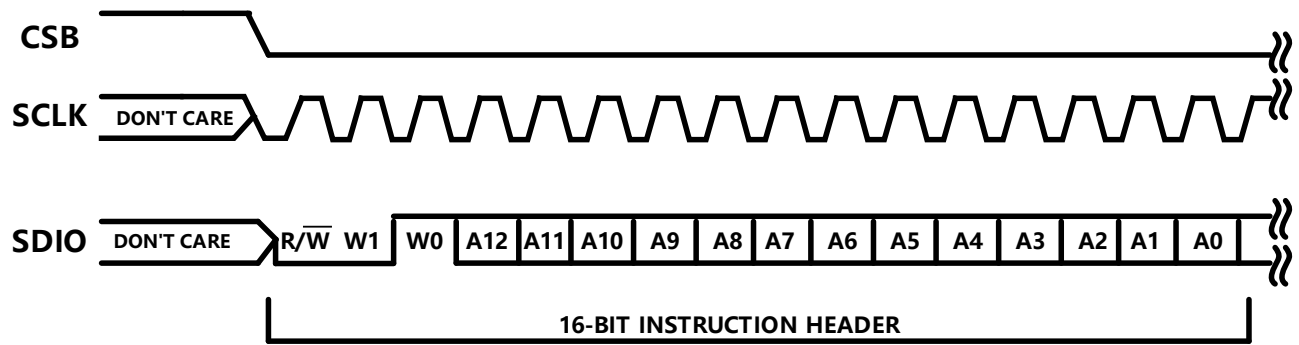 CSB
SCLK DON'T CARE
SDIO DON'T CARE R/W̅ W1 W0 A12 A11 A10 A9 A8 A7 A6 A5 A4 A3 A2 A1 A0
16-BIT INSTRUCTION HEADER